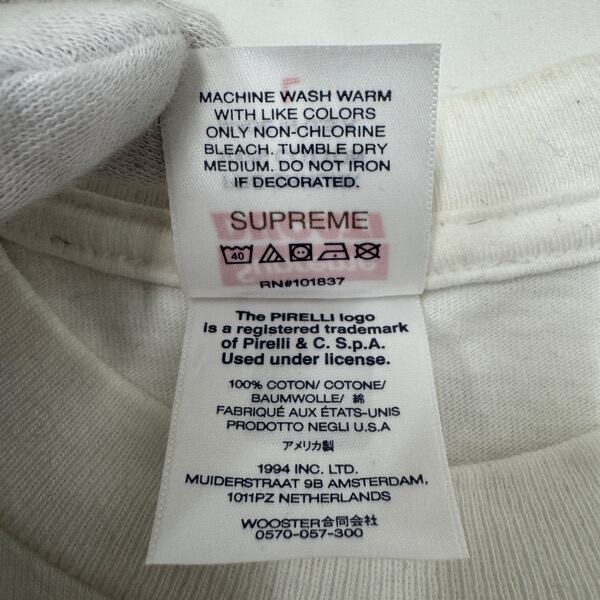 MACHINE WASH WARM
WITH LIKE COLORS
ONLY NON-CHLORINE
BLEACH. TUMBLE DRY
MEDIUM. DO NOT IRON
IF DECORATED.
SUPREME
40
RN#101837
The PIRELLI logo
is a registered trademark
of Pirelli & C. S.p.A.
Used under license.
100% COTTON/ COTONE/
BAUMWOLLE/ 綿
FABRIQUÉ AUX ÉTATS-UNIS
PRODOTTO NEGLI U.S.A
アメリカ製
1994 INC. LTD.
MUIDERSTRAAT 9B AMSTERDAM,
1011PZ NETHERLANDS
WOOSTER合同会社
0570-057-300